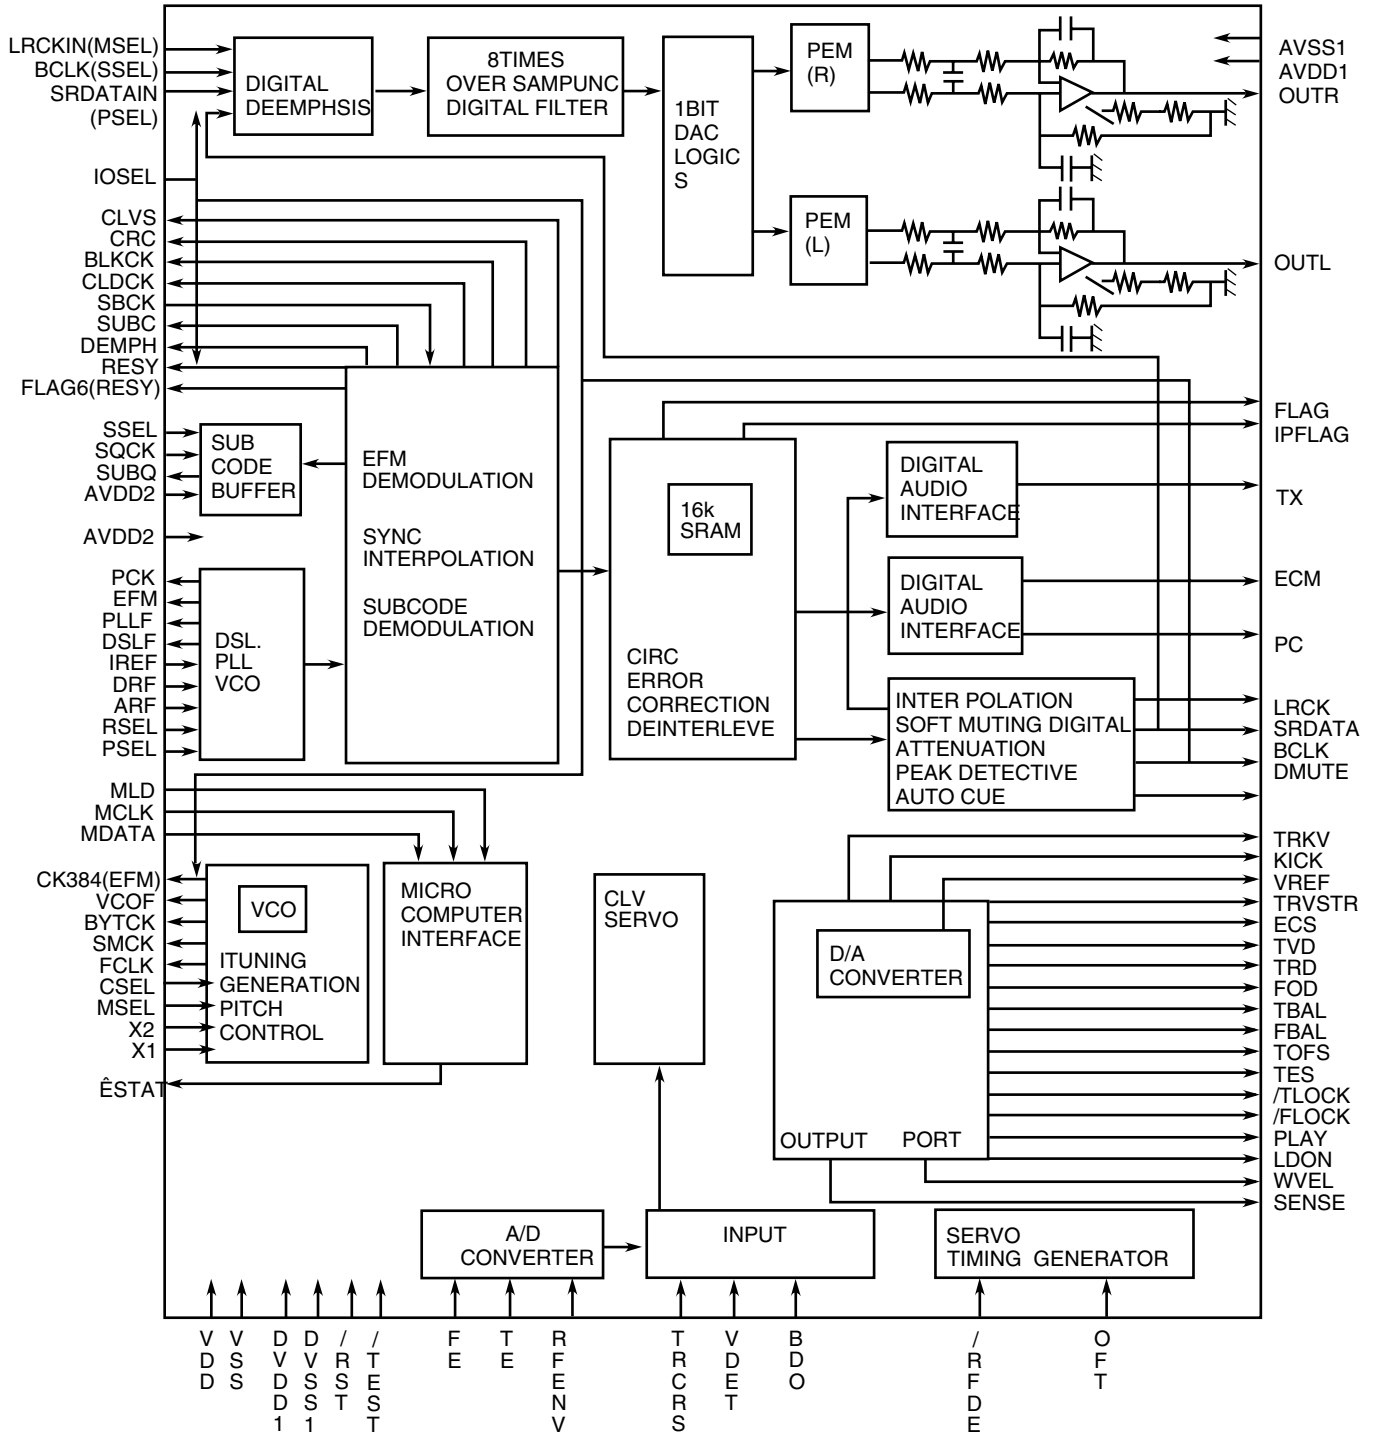 LRCKIN(MSEL)
BCLK(SSEL)
SRDATAIN
(PSEL)
IOSEL
CLVS
CRC
BLKCK
CLDCK
SBCK
SUBC
DEMPH
RESY
FLAG6(RESY)
SSEL
SQCK
SUBQ
AVDD2
AVDD2
PCK
EFM
PLLF
DSLF
IREF
DRF
ARF
RSEL
PSEL
MLD
MCLK
MDATA
CK384(EFM)
VCOF
BYTCK
SMCK
FCLK
CSEL
MSEL
X2
X1
ÊSTAT
DIGITAL
DEEMPHSIS
8TIMES
OVER SAMPUNC
DIGITAL FILTER
1BIT
DAC
LOGIC
S
PEM
(R)
PEM
(L)
SUB
CODE
BUFFER
DSL.
PLL
VCO
EFM
DEMODULATION
SYNC
INTERPOLATION
SUBCODE
DEMODULATION
16k
SRAM
CIRC
ERROR
CORRECTION
DEINTERLEVE
DIGITAL
AUDIO
INTERFACE
DIGITAL
AUDIO
INTERFACE
INTER POLATION
SOFT MUTING DIGITAL
ATTENUATION
PEAK DETECTIVE
AUTO CUE
VCO
ITUNING
GENERATION
PITCH
CONTROL
MICRO
COMPUTER
INTERFACE
CLV
SERVO
D/A
CONVERTER
OUTPUT PORT
A/D
CONVERTER
INPUT
SERVO
TIMING GENERATOR
AVSS1
AVDD1
OUTR
OUTL
FLAG
IPFLAG
TX
ECM
PC
LRCK
SRDATA
BCLK
DMUTE
TRKV
KICK
VREF
TRVSTR
ECS
TVD
TRD
FOD
TBAL
FBAL
TOFS
TES
/TLOCK
/FLOCK
PLAY
LDON
WVEL
SENSE
VDD
VSS
DVDD1
DVSS1
/RST
/TEST
FE
TE
RFENV
TRCRS
VDET
BDO
/RFDE
OFT